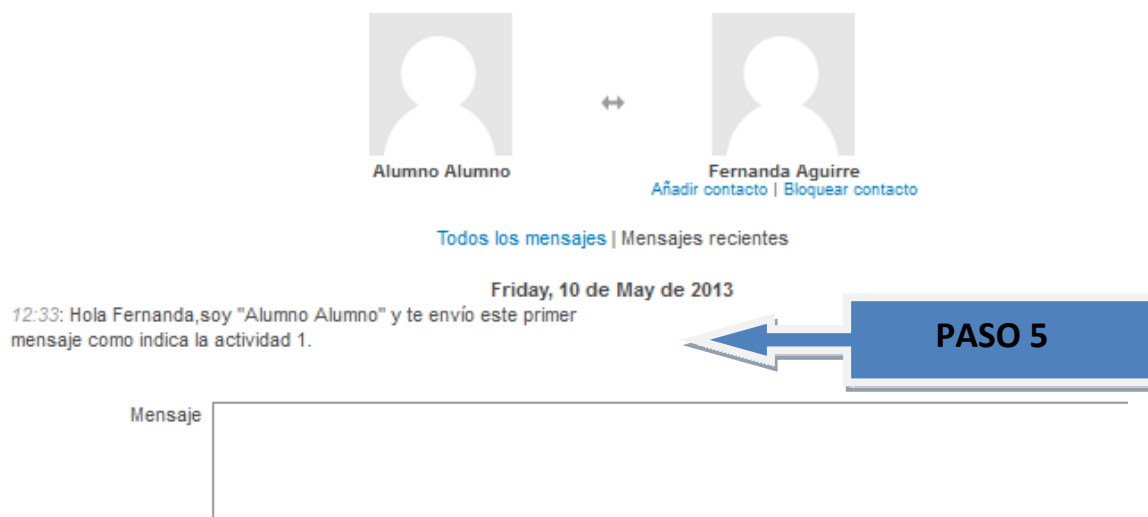 Alumno Alumno
Fernanda Aguirre
Añadir contacto | Bloquear contacto
Todos los mensajes | Mensajes recientes
Friday, 10 de May de 2013
12:33: Hola Fernanda,soy "Alumno Alumno" y te envío este primer
mensaje como indica la actividad 1.
PASO 5
Mensaje